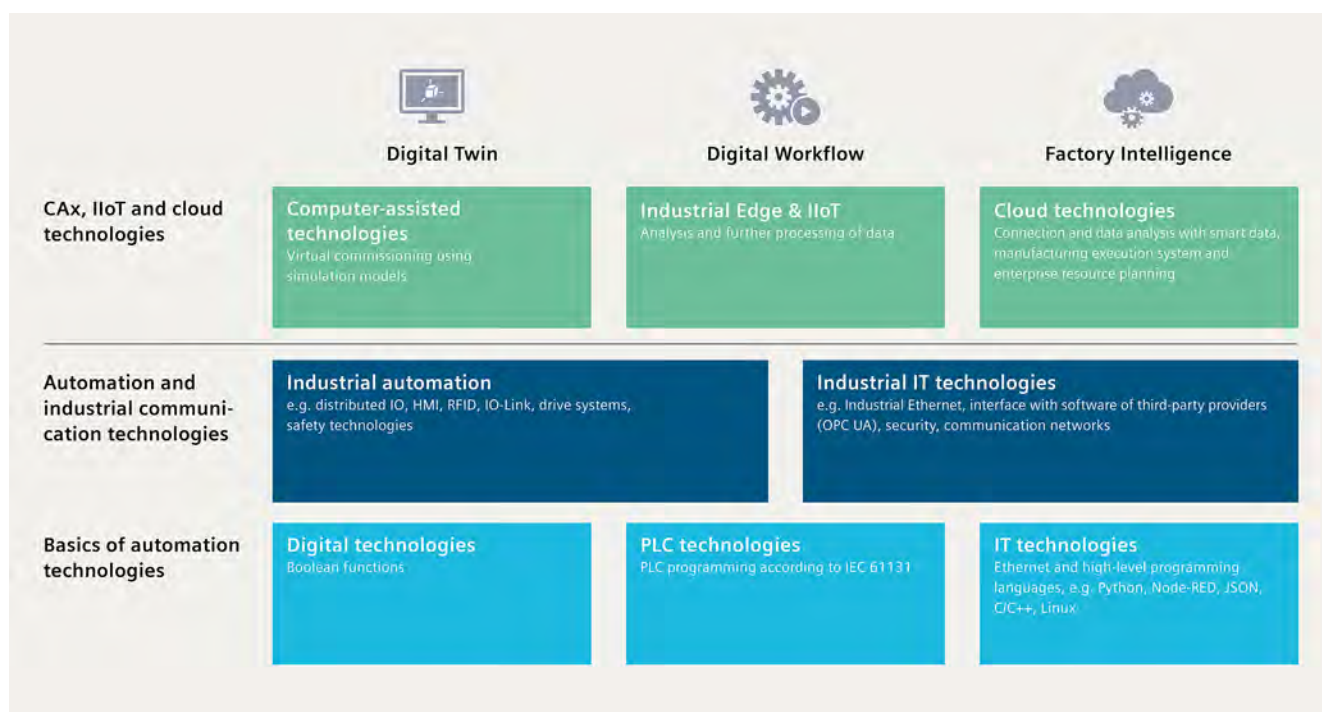 Digital Twin
Digital Workflow
Factory Intelligence
CAx, IIoT and cloud
technologies
Computer-assisted
technologies
Virtual commissioning using
simulation models
Industrial Edge & IIoT
Analysis and further processing of data
Cloud technologies
Connection and data analysis with smart data,
manufacturing execution system and
enterprise resource planning
Automation and
industrial communi-
cation technologies
Industrial automation
e.g. distributed IO, HMI, RFID, IO-Link, drive systems,
safety technologies
Industrial IT technologies
e.g. Industrial Ethernet, interface with software of third-party providers
(OPC UA), security, communication networks
Basics of automation
technologies
Digital technologies
Boolean functions
PLC technologies
PLC programming according to IEC 61131
IT technologies
Ethernet and high-level programming
languages, e.g. Python, Node-RED, JSON,
C/C++, Linux